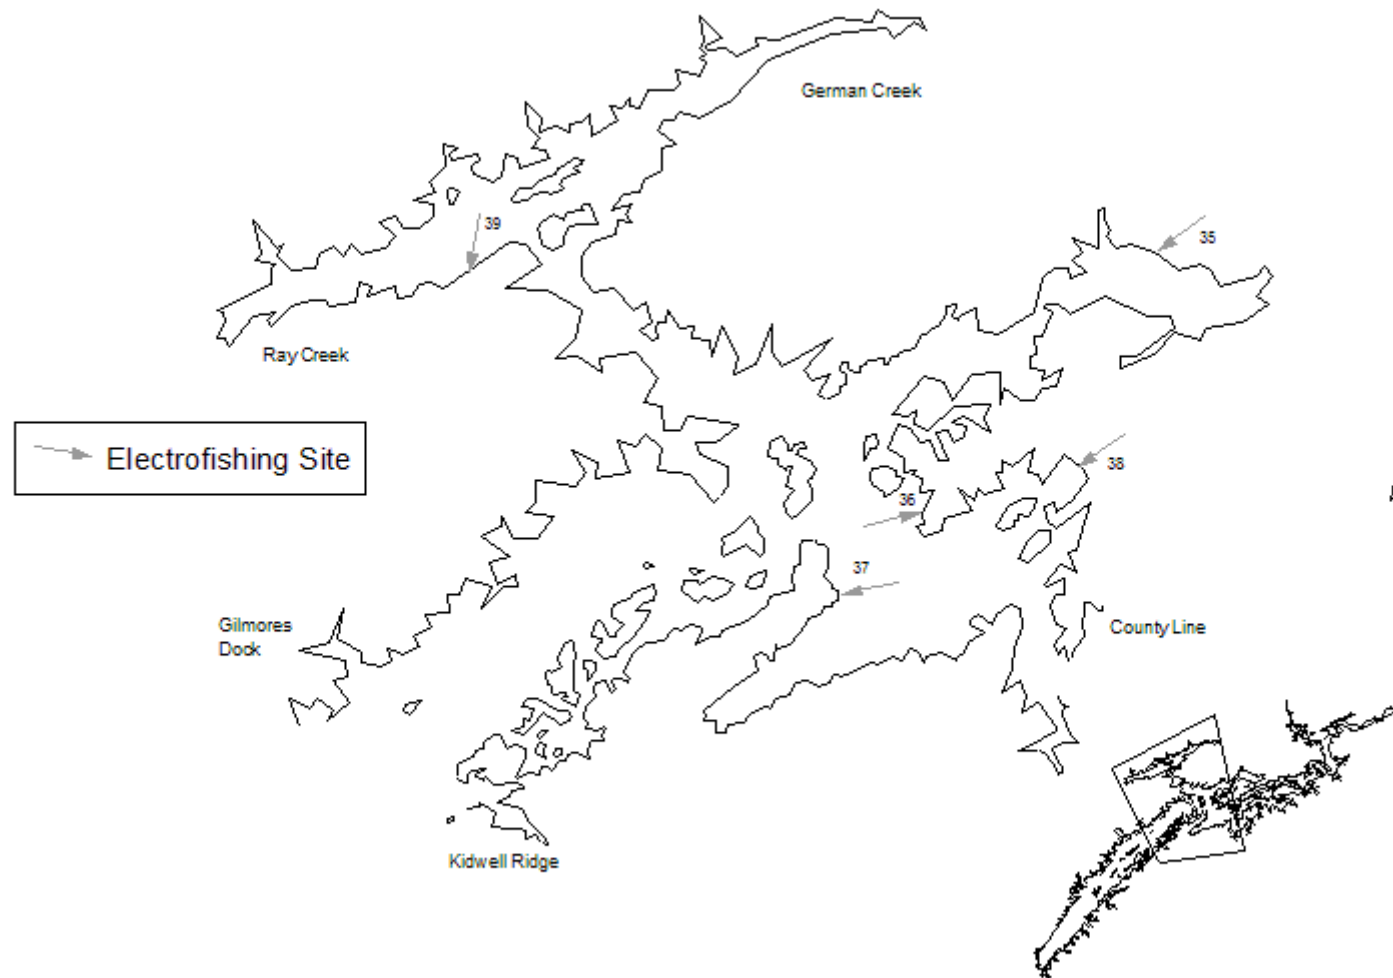 German Creek
39
35
Ray Creek
Electrofishing Site
38
36
37
Gilmores
Dock
County Line
Kidwell Ridge